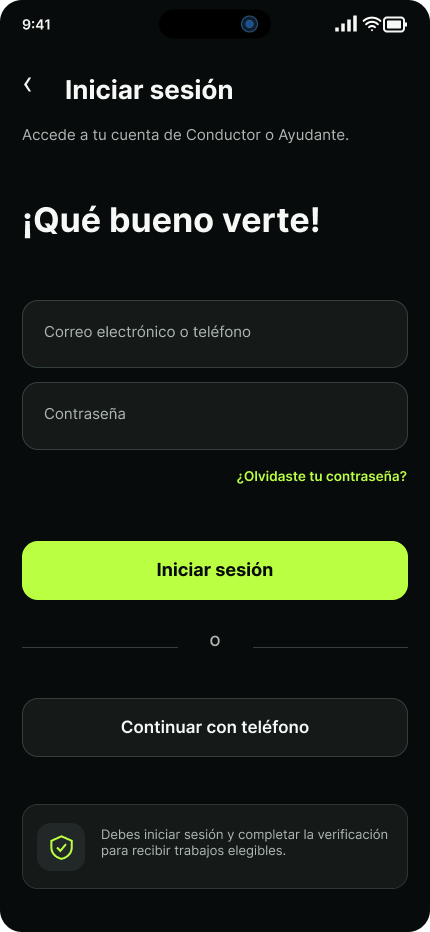 9:41
Iniciar sesión
Accede a tu cuenta de Conductor o Ayudante.
¡Qué bueno verte!
Correo electrónico o teléfono
Contraseña
¿Olvidaste tu contraseña?
Iniciar sesión
O
Continuar con teléfono
Debes iniciar sesión y completar la verificación
para recibir trabajos elegibles.